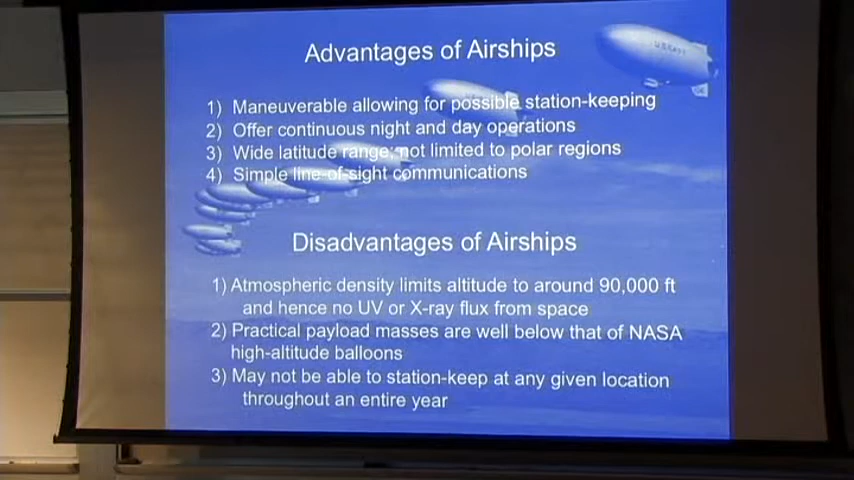 Advantages of Airships
1) Maneuverable allowing for possible station-keeping
2) Offer continuous night and day operations
3) Wide latitude range; not limited to polar regions
4) Simple line-of-sight communications
Disadvantages of Airships
1) Atmospheric density limits altitude to around 90,000 ft
and hence no UV or X-ray flux from space
2) Practical payload masses are well below that of NASA
high-altitude balloons
3) May not be able to station-keep at any given location
throughout an entire year